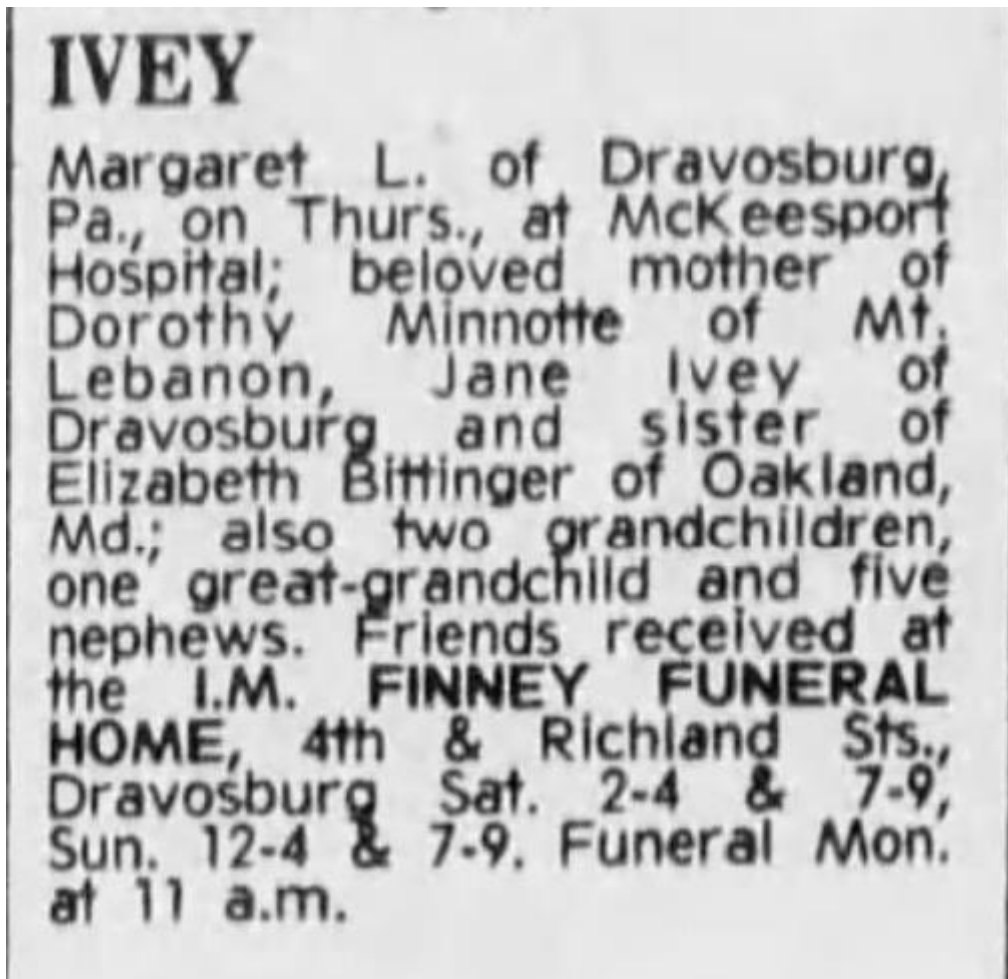 IVEY
Margaret L. of Dravosburg,
Pa., on Thurs., at McKeesport
Hospital; beloved mother of
Dorothy Minnotte of Mt.
Lebanon, Jane Ivey of
Dravosburg and sister of
Elizabeth Bittinger of Oakland,
Md.; also two grandchildren,
one great-grandchild and five
nephews. Friends received at
the I.M. FINNEY FUNERAL
HOME, 4th & Richland Sts.,
Dravosburg Sat. 2-4 & 7-9,
Sun. 12-4 & 7-9. Funeral Mon.
at 11 a.m.